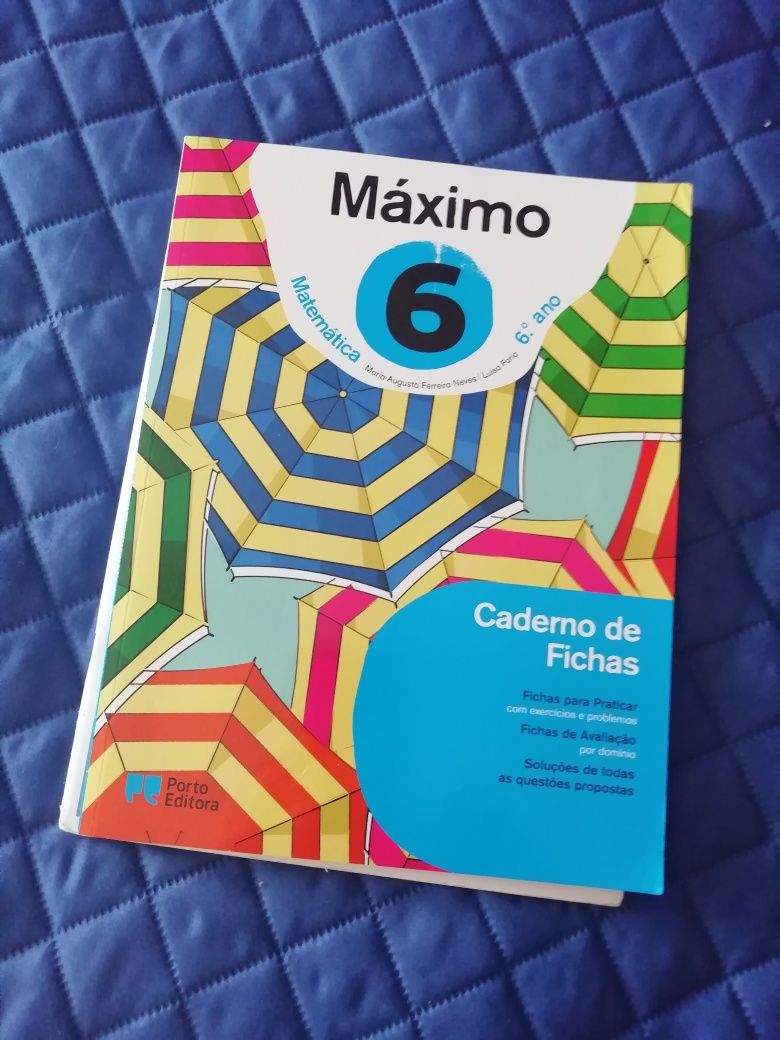 Máximo
6
Matemática
6.º ano
Maria Augusta Ferreira Neves | Luísa Faria
Caderno de
Fichas
Fichas para Praticar
com exercícios e problemas
Fichas de Avaliação
por domínio
Soluções de todas
as questões propostas
Porto
Editora